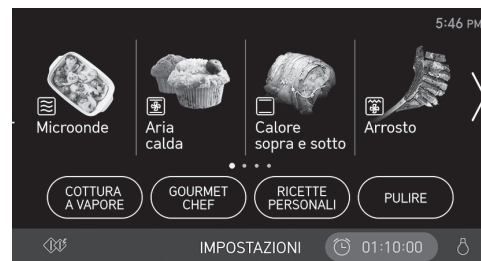 5:46 PM
Microonde
Aria
calda
Calore
sopra e sotto
Arrosto
COTTURA
A VAPORE
GOURMET
CHEF
RICETTE
PERSONALI
PULIRE
IMPOSTAZIONI
01:10:00